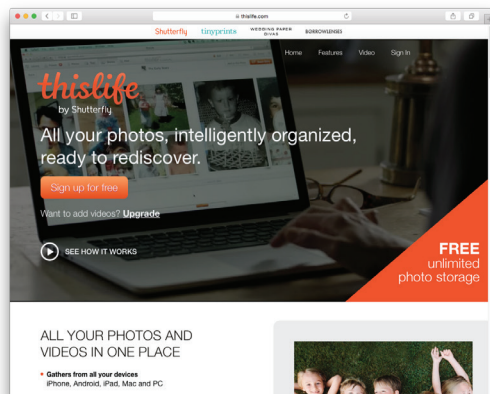 thislife.com
Shutterfly tinyprints WEDDING PAPER DIVAS BORROWLENSES
Home Features Video Sign In
thislife
by Shutterfly
All your photos, intelligently organized,
ready to rediscover.
Sign up for free
Want to add videos? Upgrade
SEE HOW IT WORKS
FREE
unlimited
photo storage
ALL YOUR PHOTOS AND
VIDEOS IN ONE PLACE
• Gathers from all your devices
iPhone, Android, iPad, Mac and PC